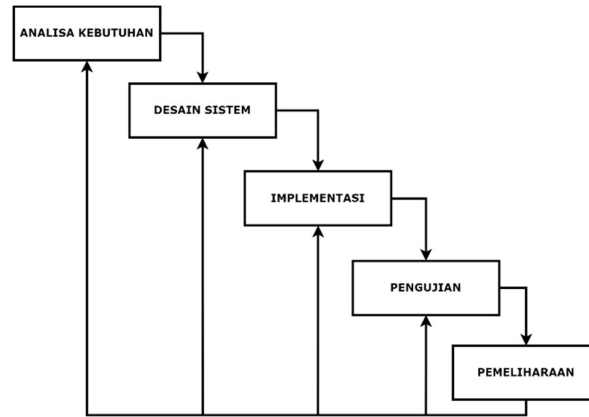 ANALISA KEBUTUHAN
DESAIN SISTEM
IMPLEMENTASI
PENGUJIAN
PEMELIHARAAN